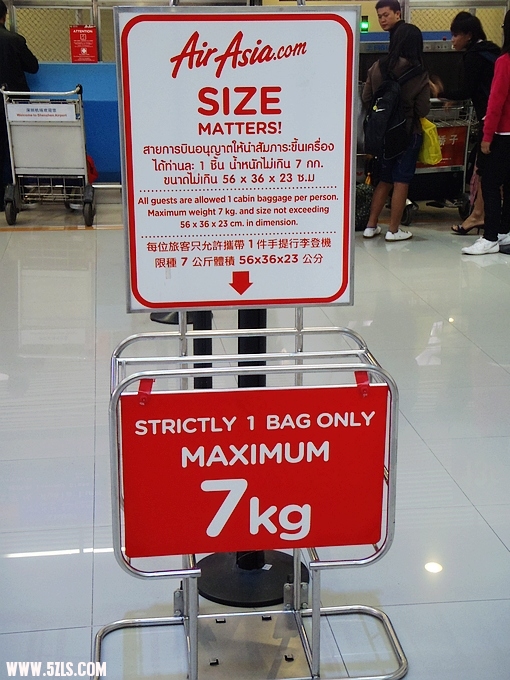 AirAsia.com
SIZE
MATTERS!
สายการบินอนุญาตให้นำสัมภาระขึ้นเครื่อง
ได้ท่านละ 1 ชิ้น น้ำหนักไม่เกิน 7 กก.
ขนาดไม่เกิน 56 x 36 x 23 ซ.ม
All guests are allowed 1 cabin baggage per person.
Maximum weight 7 kg. and size not exceeding
56 x 36 x 23 cm. in dimension.
每位旅客只允許攜帶 1 件手提行李登機
限種 7 公斤體積 56x36x23 公分
STRICTLY 1 BAG ONLY
MAXIMUM
7kg
ATTENTION
Welcome to Shenzhen Airport
WWW.5ZLS.COM